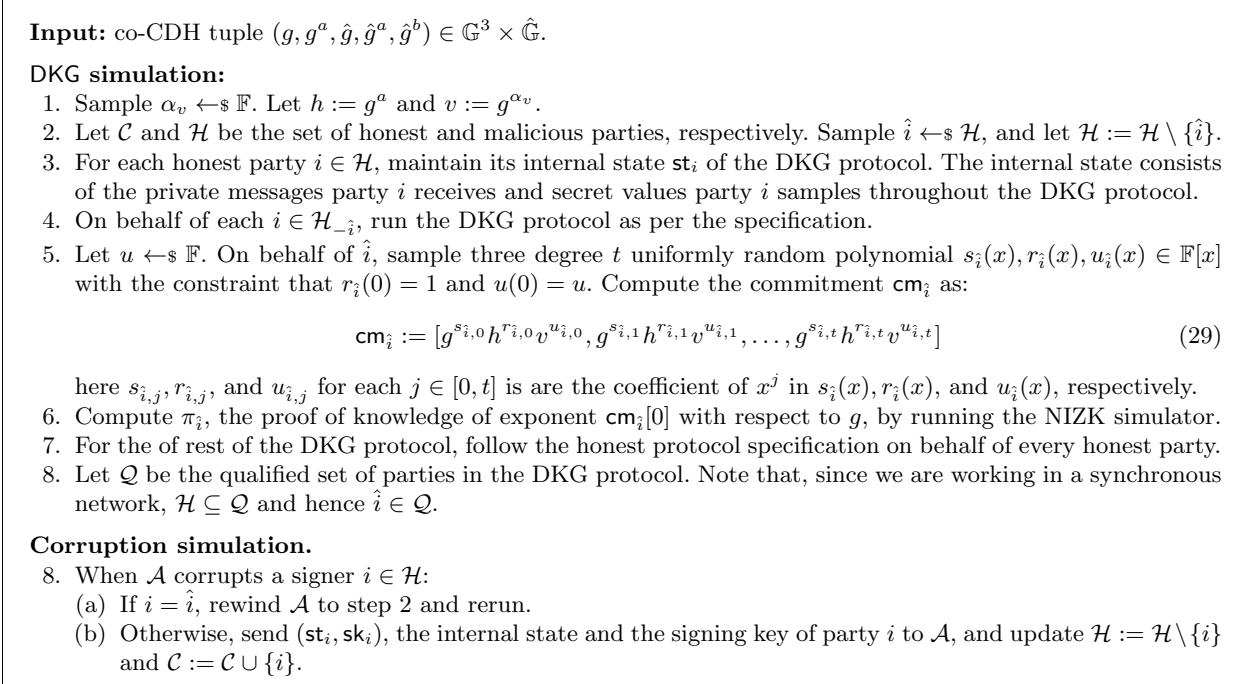 Input: co-CDH tuple (g, gᵃ, ĝ, ĝᵃ, ĝᵇ) ∈ 𝔾³ × 𝔾̂.
DKG simulation:
1. Sample α_v ←$ 𝔽. Let h := g^a and v := g^{α_v}.
2. Let 𝒞 and ℋ be the set of honest and malicious parties, respectively. Sample î ←$ ℋ, and let ℋ := ℋ \ {î}.
3. For each honest party i ∈ ℋ, maintain its internal state st_i of the DKG protocol. The internal state consists
of the private messages party i receives and secret values party i samples throughout the DKG protocol.
4. On behalf of each i ∈ ℋ_{−î}, run the DKG protocol as per the specification.
5. Let u ←$ 𝔽. On behalf of î, sample three degree t uniformly random polynomial s_î(x), r_î(x), u_î(x) ∈ 𝔽[x]
with the constraint that r_î(0) = 1 and u(0) = u. Compute the commitment cm_î as:
cm_î := [g^{s_{î,0}} h^{r_{î,0}} v^{u_{î,0}}, g^{s_{î,1}} h^{r_{î,1}} v^{u_{î,1}}, . . . , g^{s_{î,t}} h^{r_{î,t}} v^{u_{î,t}}] (29)
here s_{î,j}, r_{î,j}, and u_{î,j} for each j ∈ [0, t] is are the coefficient of x^j in s_î(x), r_î(x), and u_î(x), respectively.
6. Compute π_î, the proof of knowledge of exponent cm_î[0] with respect to g, by running the NIZK simulator.
7. For the of rest of the DKG protocol, follow the honest protocol specification on behalf of every honest party.
8. Let 𝒬 be the qualified set of parties in the DKG protocol. Note that, since we are working in a synchronous
network, ℋ ⊆ 𝒬 and hence î ∈ 𝒬.
Corruption simulation.
8. When 𝒜 corrupts a signer i ∈ ℋ:
(a) If i = î, rewind 𝒜 to step 2 and rerun.
(b) Otherwise, send (st_i, sk_i), the internal state and the signing key of party i to 𝒜, and update ℋ := ℋ\{i}
and 𝒞 := 𝒞 ∪ {i}.